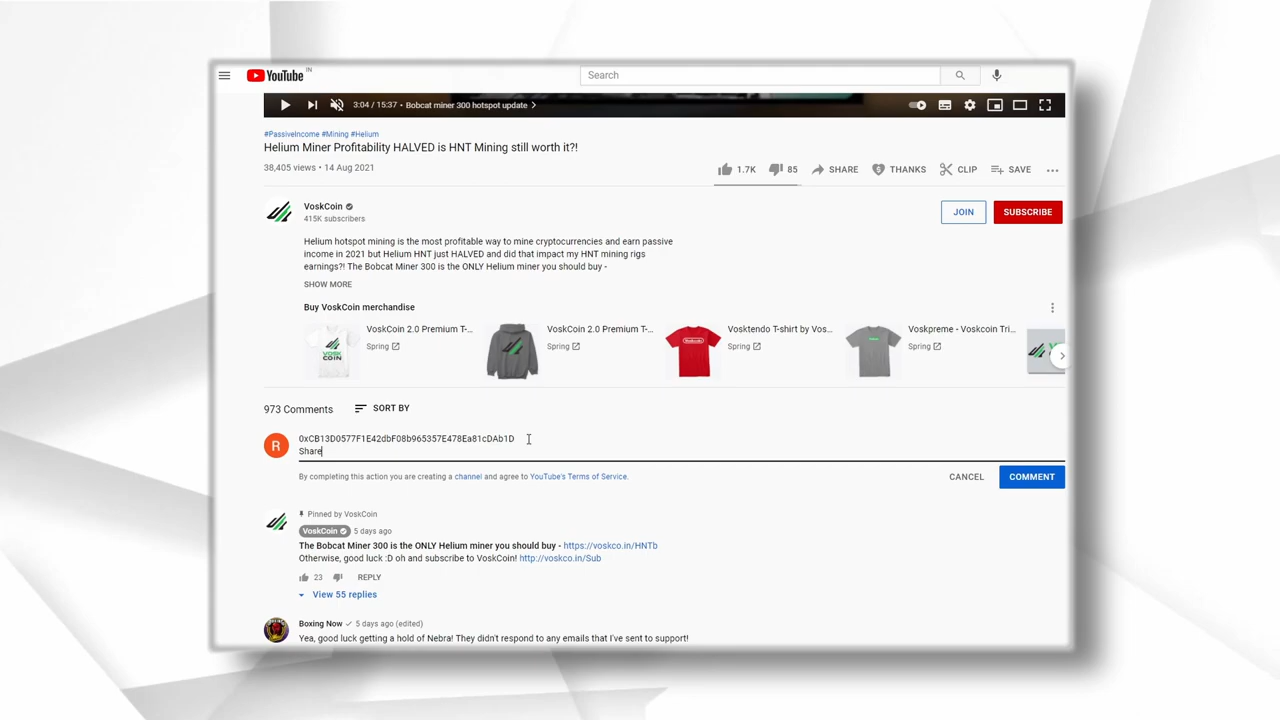 YouTube IN
Search
3:04 / 15:37 • Bobcat miner 300 hotspot update
#PassiveIncome #Mining #Helium
Helium Miner Profitability HALVED is HNT Mining still worth it?!
38,405 views • 14 Aug 2021
1.7K 85 SHARE THANKS CLIP SAVE
VoskCoin
415K subscribers
JOIN SUBSCRIBE
Helium hotspot mining is the most profitable way to mine cryptocurrencies and earn passive
income in 2021 but Helium HNT just HALVED and did that impact my HNT mining rigs
earnings?! The Bobcat Miner 300 is the ONLY Helium miner you should buy -
SHOW MORE
Buy VoskCoin merchandise
VoskCoin 2.0 Premium T-... VoskCoin 2.0 Premium T-... Vosktendo T-shirt by Vos... Voskpreme - Voskcoin Tri...
Spring Spring Spring Spring
VOSK
COIN
973 Comments SORT BY
R
0xCB13D0577F1E42dbF08b965357E478Ea81cDAb1D
Share
By completing this action you are creating a channel and agree to YouTube's Terms of Service.
CANCEL COMMENT
Pinned by VoskCoin
VoskCoin 5 days ago
The Bobcat Miner 300 is the ONLY Helium miner you should buy - https://voskco.in/HNTb
Otherwise, good luck :D oh and subscribe to VoskCoin! http://voskco.in/Sub
23 REPLY
View 55 replies
Boxing Now 5 days ago (edited)
Yea, good luck getting a hold of Nebra! They didn't respond to any emails that I've sent to support!